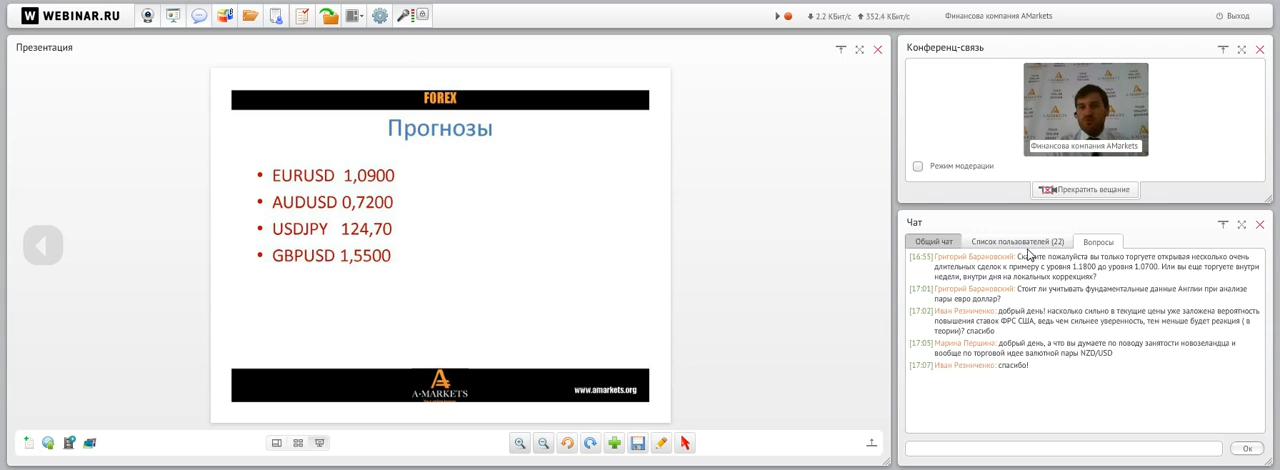 WEBINAR.RU
2.2 КБит/с
352.4 КБит/с
Финансова компания AMarkets
Выход
Презентация
FOREX
Прогнозы
• EURUSD 1,0900
• AUDUSD 0,7200
• USDJPY 124,70
• GBPUSD 1,5500
A-MARKETS
www.amarkets.org
Конференц-связь
Финансова компания AMarkets
Режим модерации
Прекратить вещание
Чат
Общий чат
Список пользователей (22)
Вопросы
[16:55] Григорий Барановский: Скажите пожалуйста вы только торгуете открывая несколько очень
длительных сделок к примеру с уровня 1.1800 до уровня 1.0700. Или вы еще торгуете внутри
недели, внутри дня на локальных коррекциях?
[17:01] Григорий Барановский: Стоит ли учитывать фундаментальные данные Англии при анализе
пары евро доллар?
[17:02] Иван Резниченко: добрый день! насколько сильно в текущие цены уже заложена вероятность
повышения ставок ФРС США, ведь чем сильнее уверенность, тем меньше будет реакция ( в
теории)? спасибо
[17:05] Марина Першина: добрый день, а что вы думаете по поводу занятости новозеландца и
вообще по торговой идее валютной пары NZD/USD
[17:07] Иван Резниченко: спасибо!
Ок